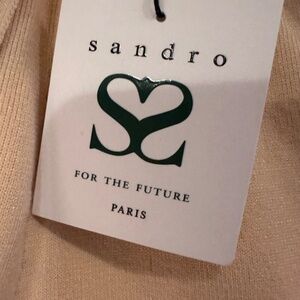 sandro
FOR THE FUTURE
PARIS